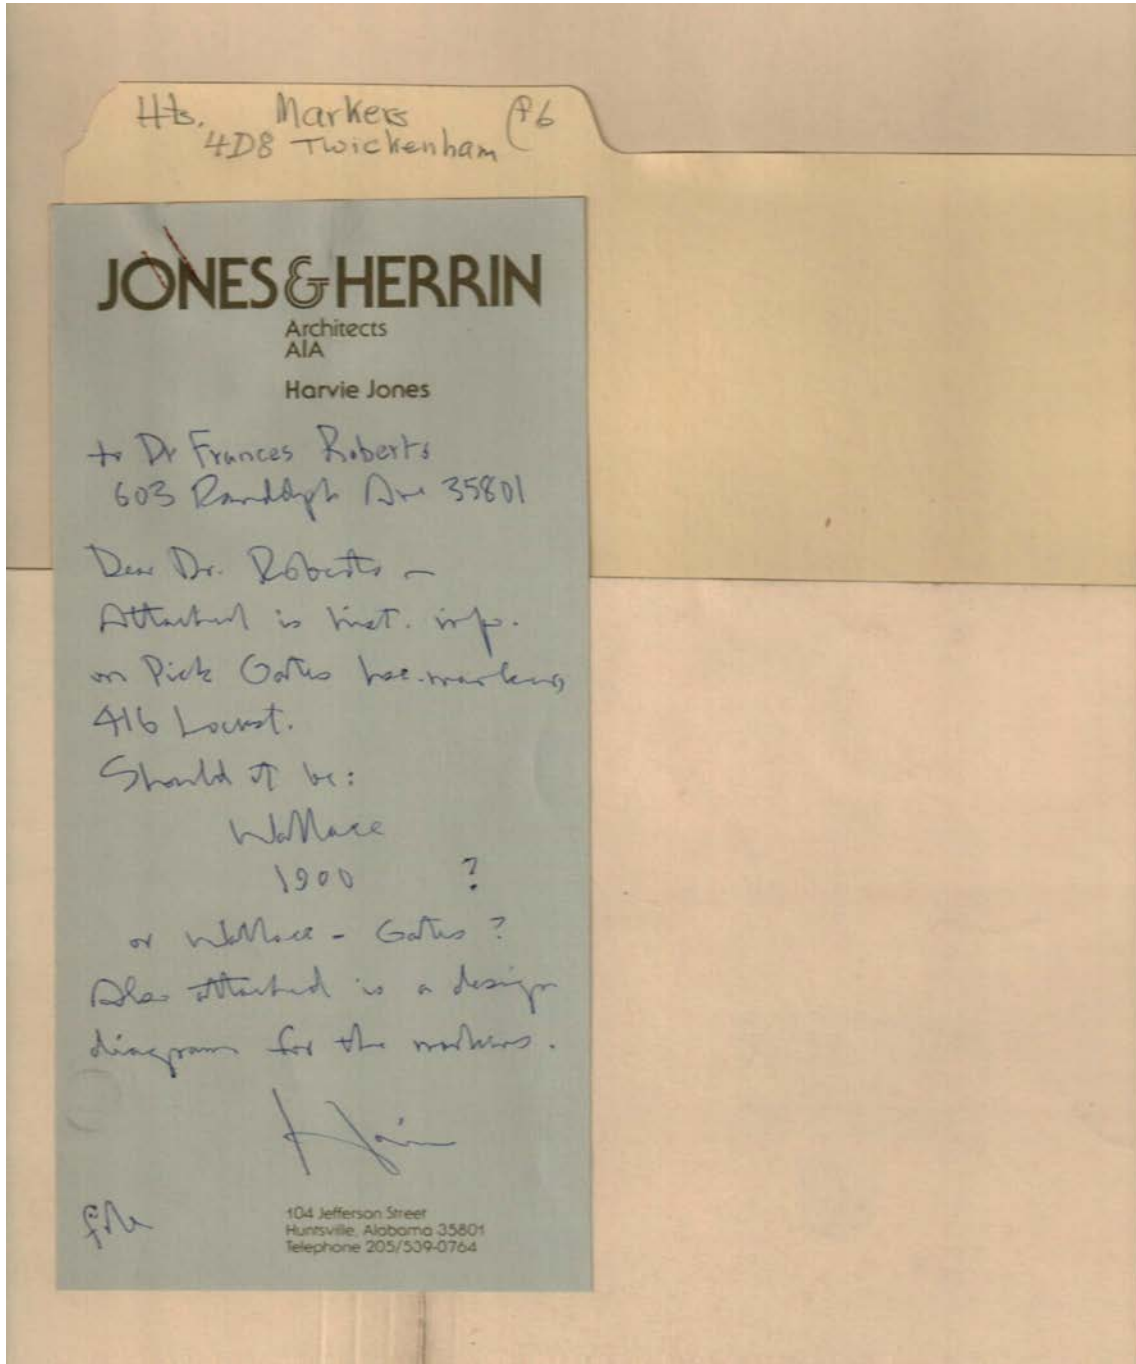 Hts. Markers P6
4D8 Twickenham
JONES & HERRIN
Architects
AIA
Harvie Jones
to Dr Frances Roberts
603 Randolph Ave 35801
Dear Dr. Roberts –
Attached is hist. info.
on Pick Gates hse. marker,
416 Locust.
Should it be:
Wallace
1900 ?
or Wallace - Gates ?
Also attached is a design
diagram for the markers.
file
104 Jefferson Street
Huntsville, Alabama 35801
Telephone 205/539-0764